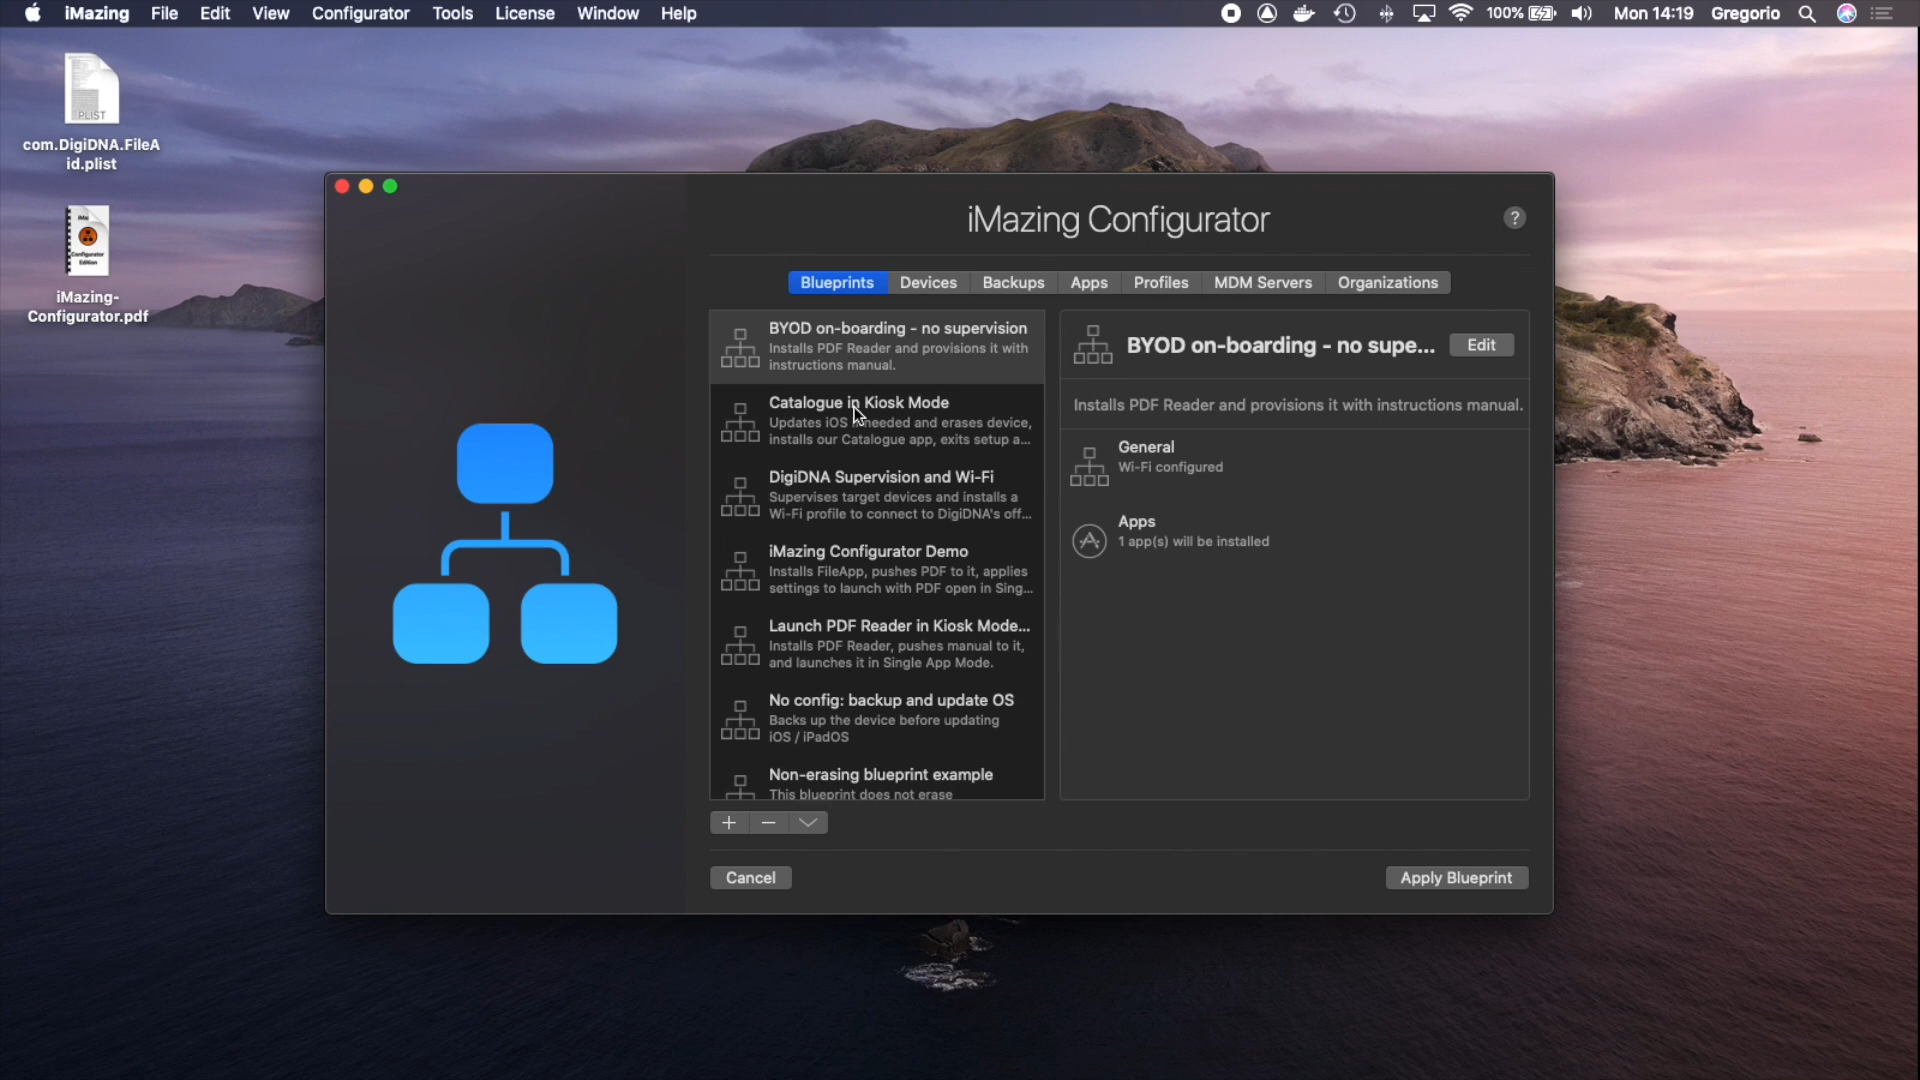 iMazing File Edit View Configurator Tools License Window Help 100% Mon 14:19 Gregorio
PLIST
com.DigiDNA.FileA
id.plist
Configurator
Edition
iMazing-
Configurator.pdf
iMazing Configurator
?
Blueprints Devices Backups Apps Profiles MDM Servers Organizations
BYOD on-boarding - no supervision
Installs PDF Reader and provisions it with
instructions manual.
Catalogue in Kiosk Mode
Updates iOS needed and erases device,
installs our Catalogue app, exits setup a...
DigiDNA Supervision and Wi-Fi
Supervises target devices and installs a
Wi-Fi profile to connect to DigiDNA's off...
iMazing Configurator Demo
Installs FileApp, pushes PDF to it, applies
settings to launch with PDF open in Sing...
Launch PDF Reader in Kiosk Mode...
Installs PDF Reader, pushes manual to it,
and launches it in Single App Mode.
No config: backup and update OS
Backs up the device before updating
iOS / iPadOS
Non-erasing blueprint example
This blueprint does not erase
BYOD on-boarding - no supe... Edit
Installs PDF Reader and provisions it with instructions manual.
General
Wi-Fi configured
Apps
1 app(s) will be installed
Cancel Apply Blueprint